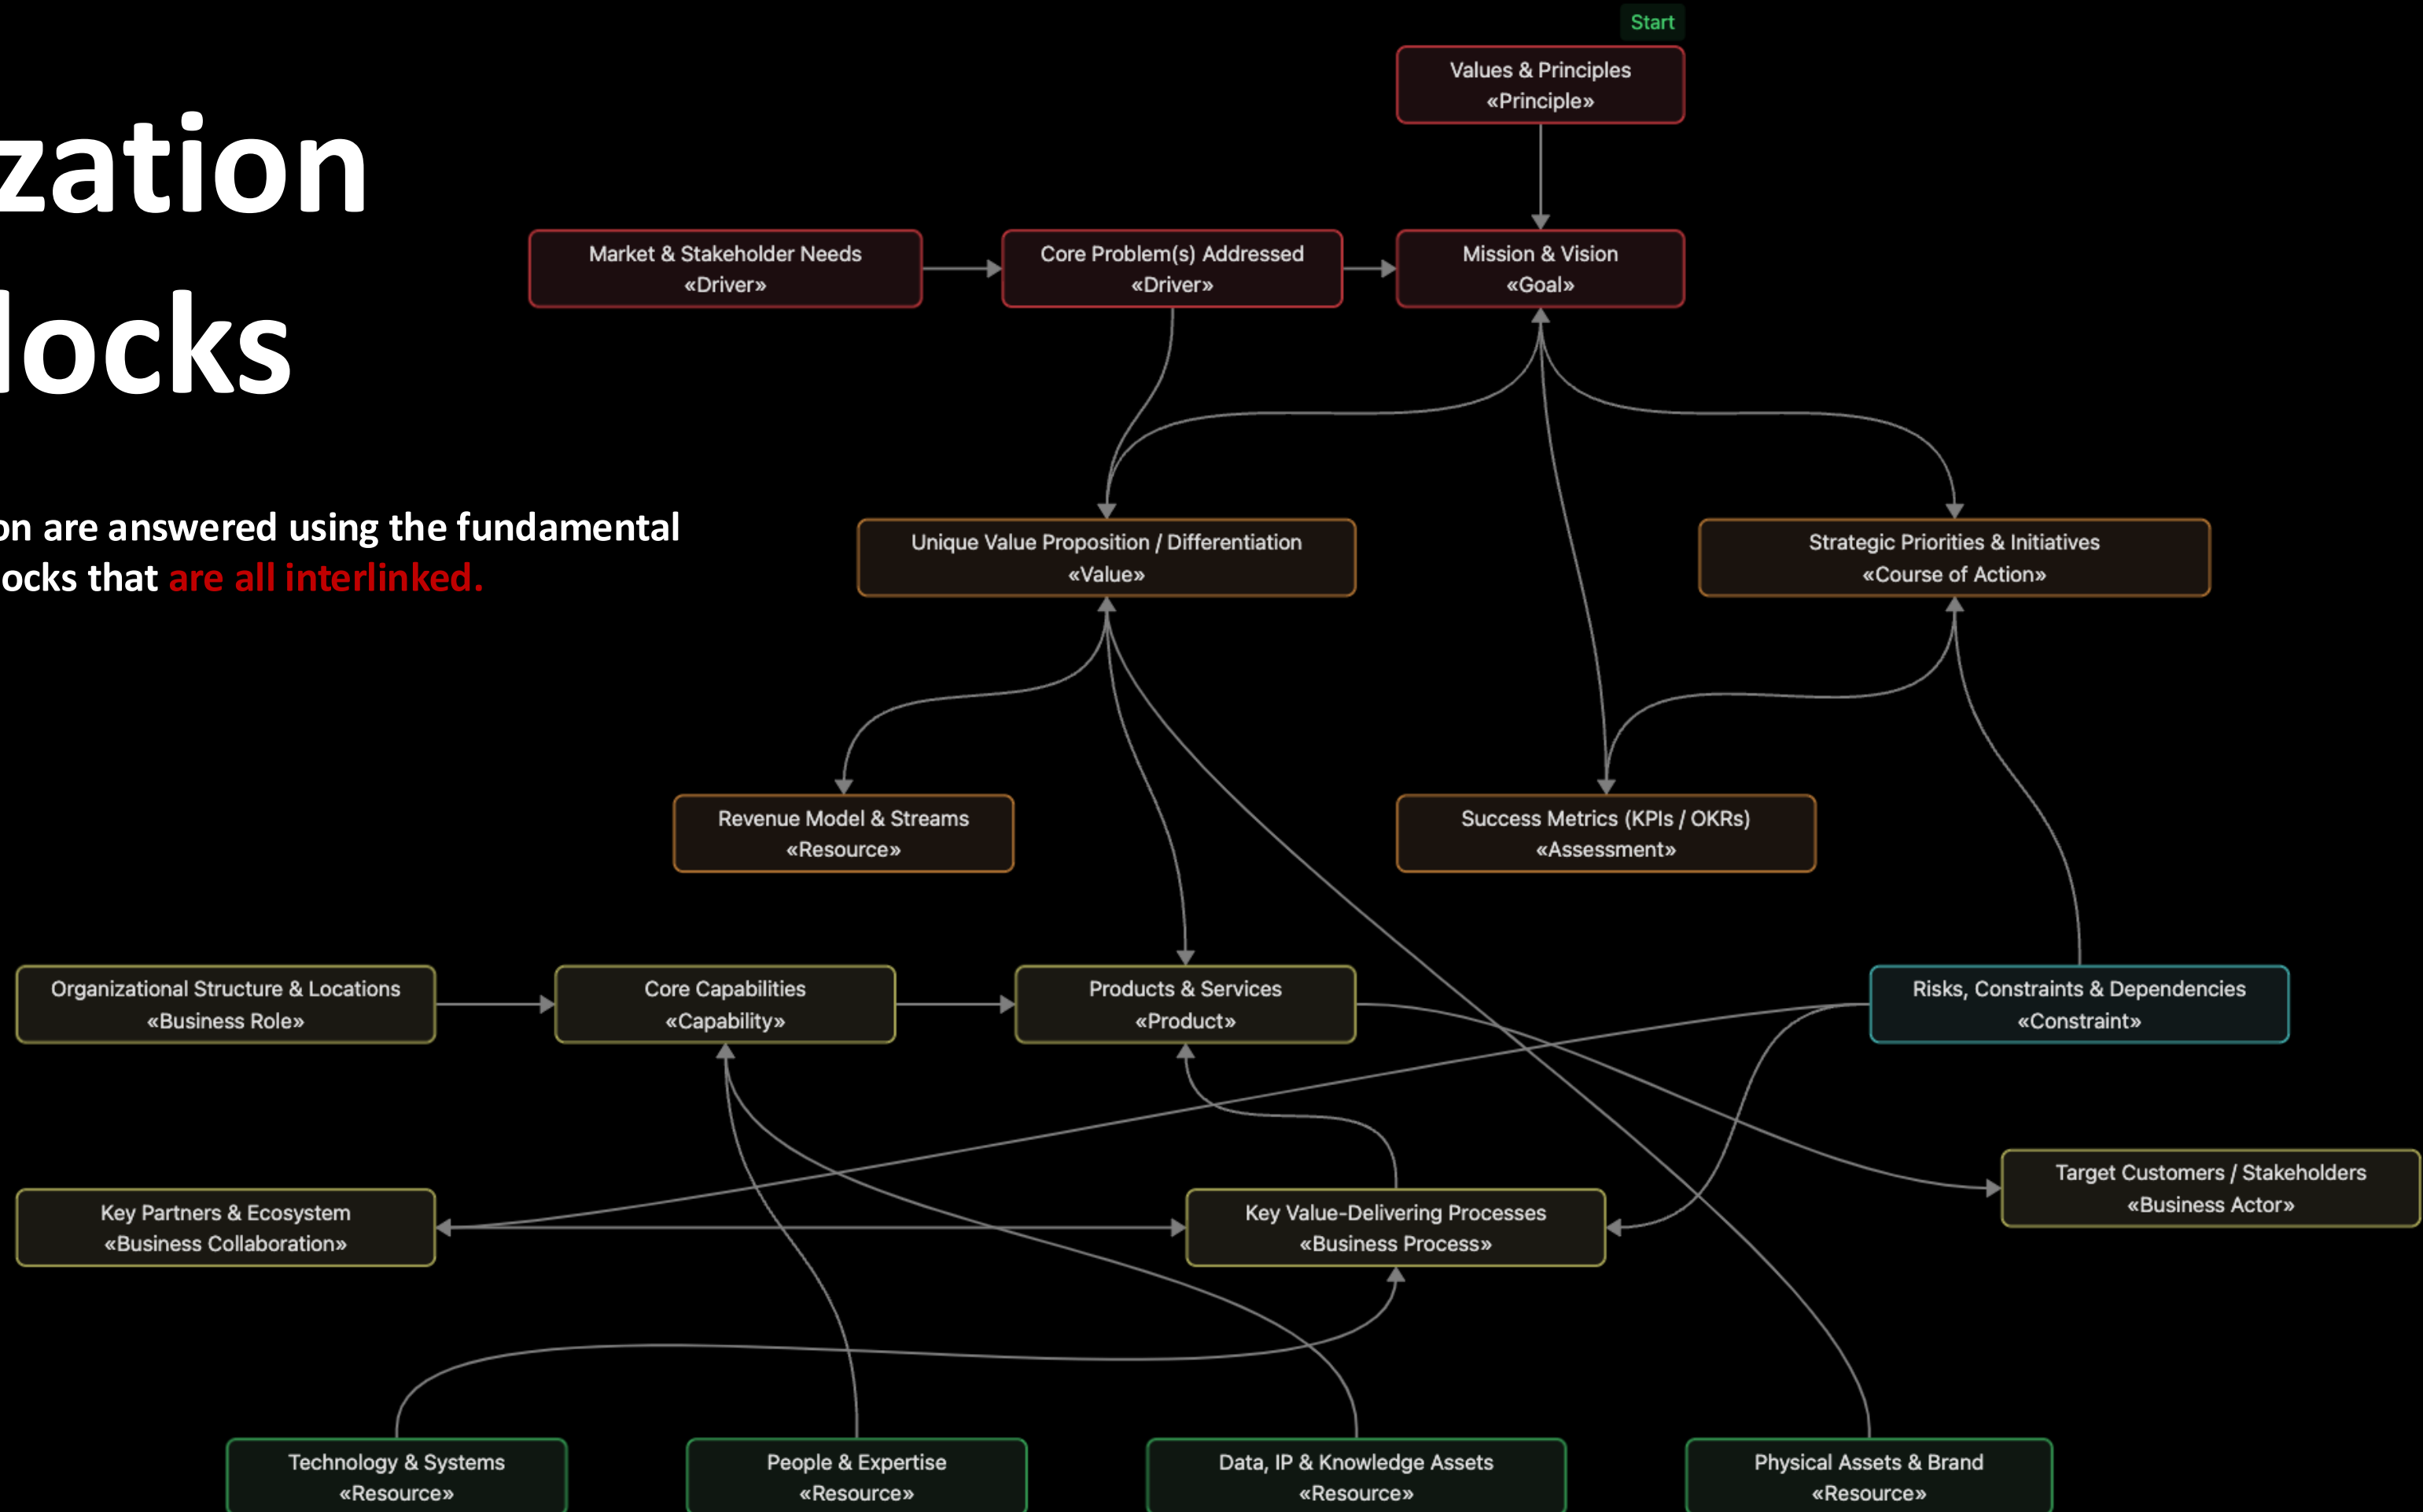 Start
Values & Principles
«Principle»
zation
locks
Market & Stakeholder Needs
«Driver»
Core Problem(s) Addressed
«Driver»
Mission & Vision
«Goal»
on are answered using the fundamental
ocks that are all interlinked.
Unique Value Proposition / Differentiation
«Value»
Strategic Priorities & Initiatives
«Course of Action»
Revenue Model & Streams
«Resource»
Success Metrics (KPIs / OKRs)
«Assessment»
Organizational Structure & Locations
«Business Role»
Core Capabilities
«Capability»
Products & Services
«Product»
Risks, Constraints & Dependencies
«Constraint»
Key Partners & Ecosystem
«Business Collaboration»
Key Value-Delivering Processes
«Business Process»
Target Customers / Stakeholders
«Business Actor»
Technology & Systems
«Resource»
People & Expertise
«Resource»
Data, IP & Knowledge Assets
«Resource»
Physical Assets & Brand
«Resource»